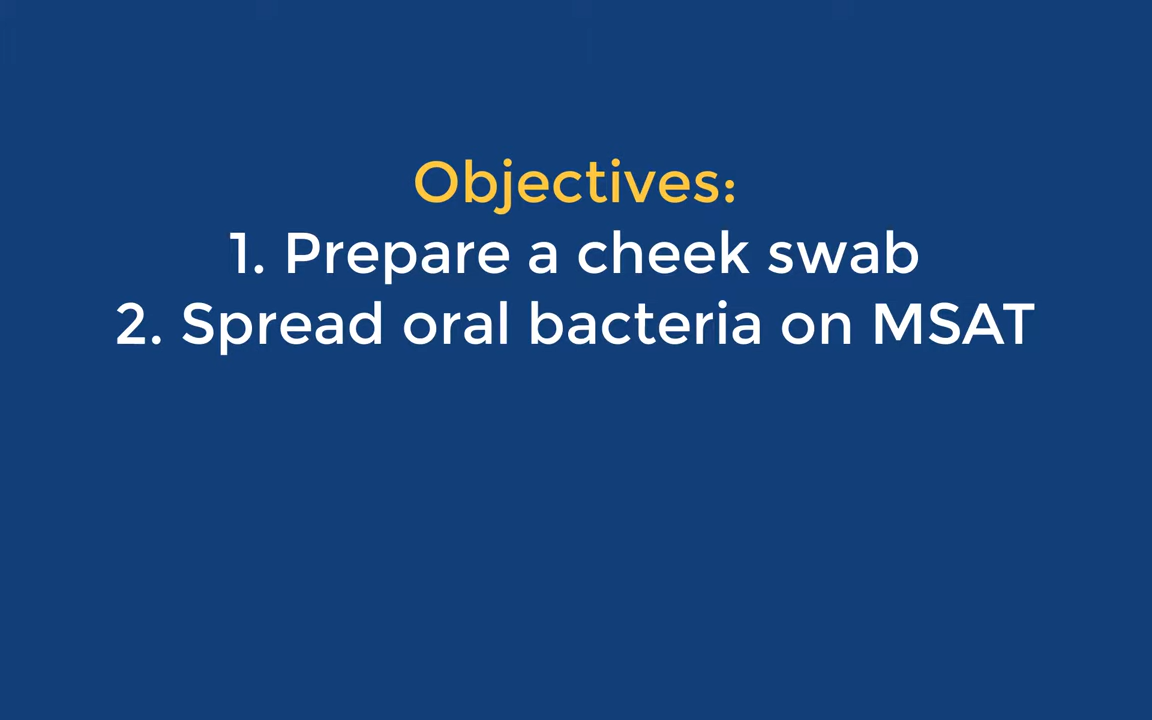 Objectives:
1. Prepare a cheek swab
2. Spread oral bacteria on MSAT